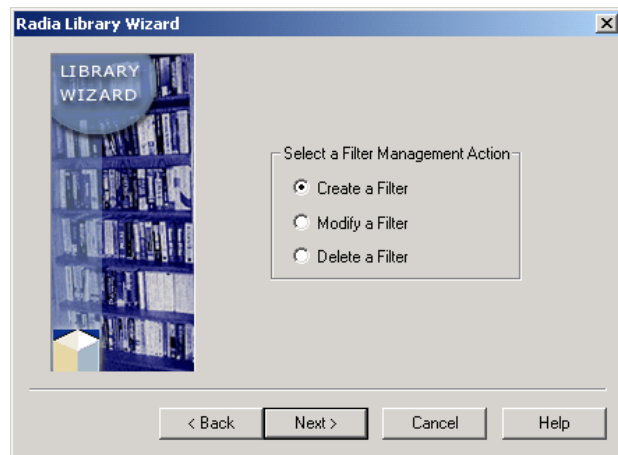 Radia Library Wizard
LIBRARY
WIZARD
Select a Filter Management Action
Create a Filter
Modify a Filter
Delete a Filter
< Back
Next >
Cancel
Help